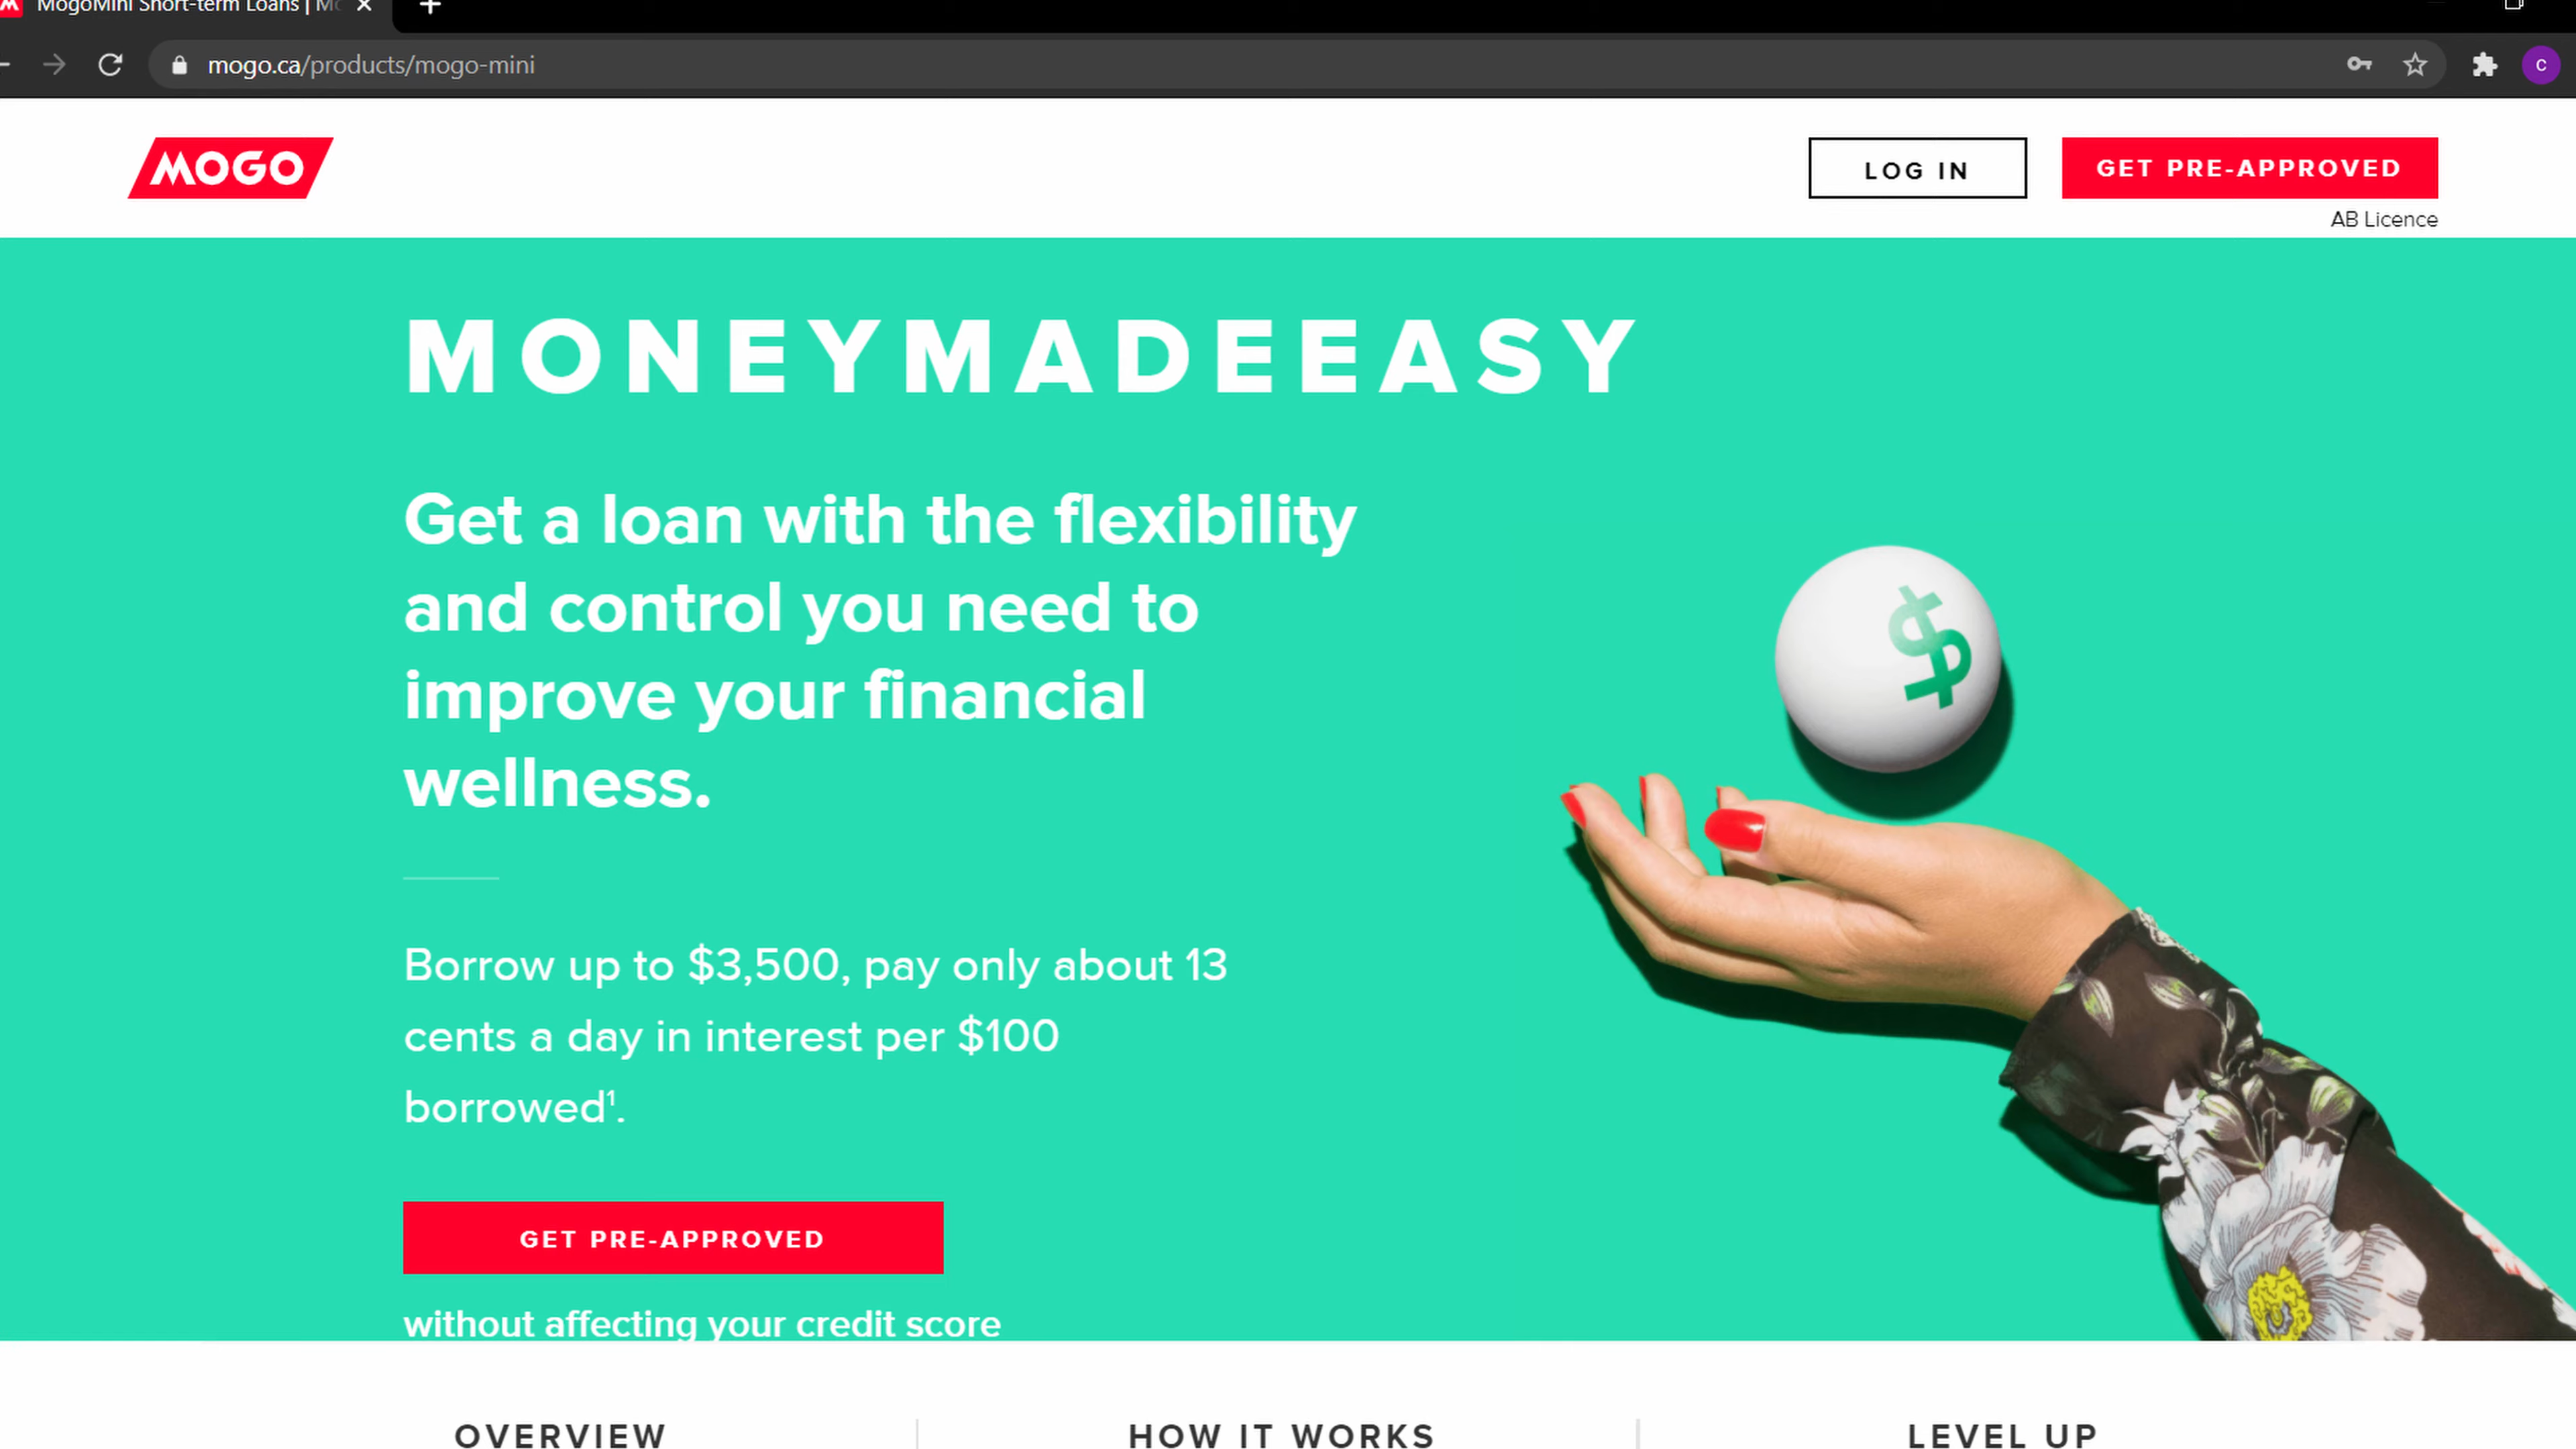 MogoMini Short-term Loans | Mo
mogo.ca/products/mogo-mini
C
MOGO
LOG IN
GET PRE-APPROVED
AB Licence
MONEYMADEEASY
Get a loan with the flexibility
and control you need to
improve your financial
wellness.
$
Borrow up to $3,500, pay only about 13
cents a day in interest per $100
borrowed¹.
GET PRE-APPROVED
without affecting your credit score
OVERVIEW
HOW IT WORKS
LEVEL UP